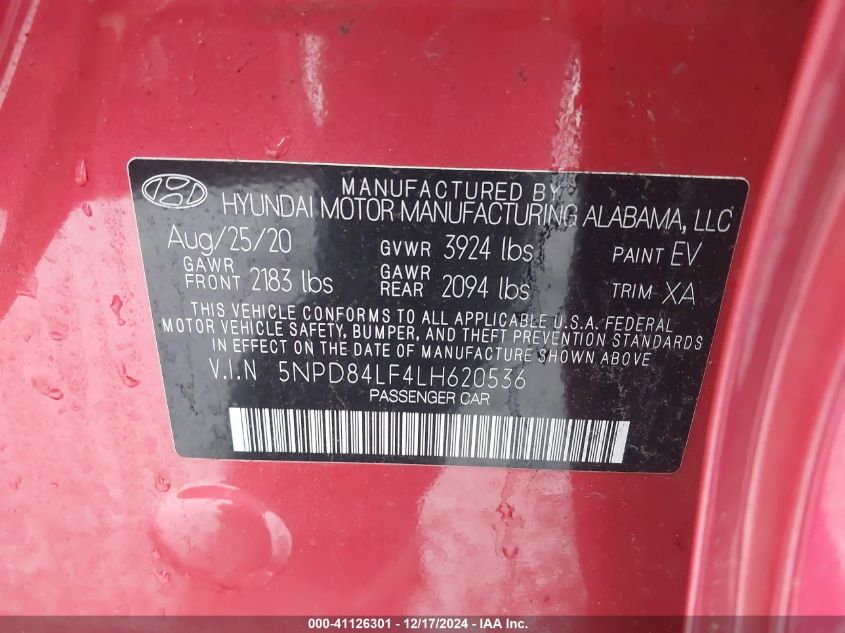 MANUFACTURED BY
HYUNDAI MOTOR MANUFACTURING ALABAMA, LLC
Aug/25/20 GVWR 3924 lbs PAINT EV
GAWR FRONT 2183 lbs GAWR REAR 2094 lbs TRIM XA
THIS VEHICLE CONFORMS TO ALL APPLICABLE U.S.A. FEDERAL
MOTOR VEHICLE SAFETY, BUMPER, AND THEFT PREVENTION STANDARDS
IN EFFECT ON THE DATE OF MANUFACTURE SHOWN ABOVE
V.I.N 5NPD84LF4LH620536
PASSENGER CAR
000-41126301 - 12/17/2024 - IAA Inc.